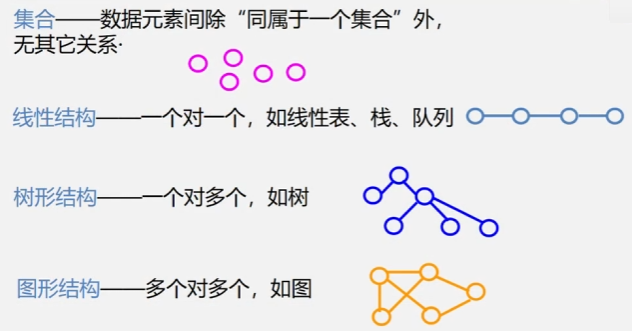 集合——数据元素间除“同属于一个集合”外，
无其它关系·
线性结构——一个对一个，如线性表、栈、队列
树形结构——一个对多个，如树
图形结构——多个对多个，如图